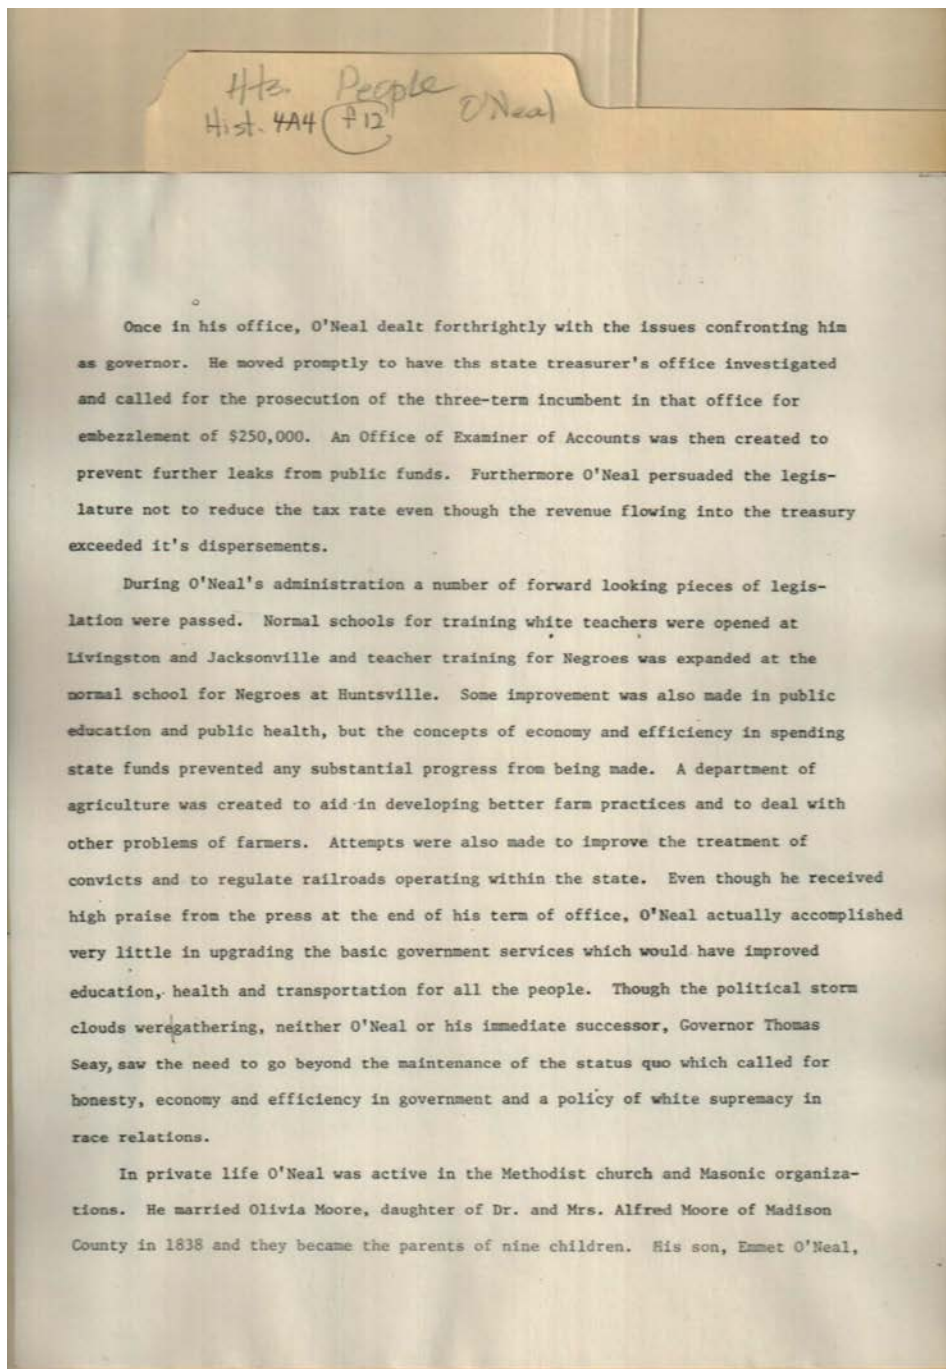 Hts. People O'Neal
Hist. 4A4 f12
Once in his office, O'Neal dealt forthrightly with the issues confronting him
as governor. He moved promptly to have ths state treasurer's office investigated
and called for the prosecution of the three-term incumbent in that office for
embezzlement of $250,000. An Office of Examiner of Accounts was then created to
prevent further leaks from public funds. Furthermore O'Neal persuaded the legis-
lature not to reduce the tax rate even though the revenue flowing into the treasury
exceeded it's dispersements.
During O'Neal's administration a number of forward looking pieces of legis-
lation were passed. Normal schools for training white teachers were opened at
Livingston and Jacksonville and teacher training for Negroes was expanded at the
normal school for Negroes at Huntsville. Some improvement was also made in public
education and public health, but the concepts of economy and efficiency in spending
state funds prevented any substantial progress from being made. A department of
agriculture was created to aid in developing better farm practices and to deal with
other problems of farmers. Attempts were also made to improve the treatment of
convicts and to regulate railroads operating within the state. Even though he received
high praise from the press at the end of his term of office, O'Neal actually accomplished
very little in upgrading the basic government services which would have improved
education, health and transportation for all the people. Though the political storm
clouds were gathering, neither O'Neal or his immediate successor, Governor Thomas
Seay, saw the need to go beyond the maintenance of the status quo which called for
honesty, economy and efficiency in government and a policy of white supremacy in
race relations.
In private life O'Neal was active in the Methodist church and Masonic organiza-
tions. He married Olivia Moore, daughter of Dr. and Mrs. Alfred Moore of Madison
County in 1838 and they became the parents of nine children. His son, Emmet O'Neal,